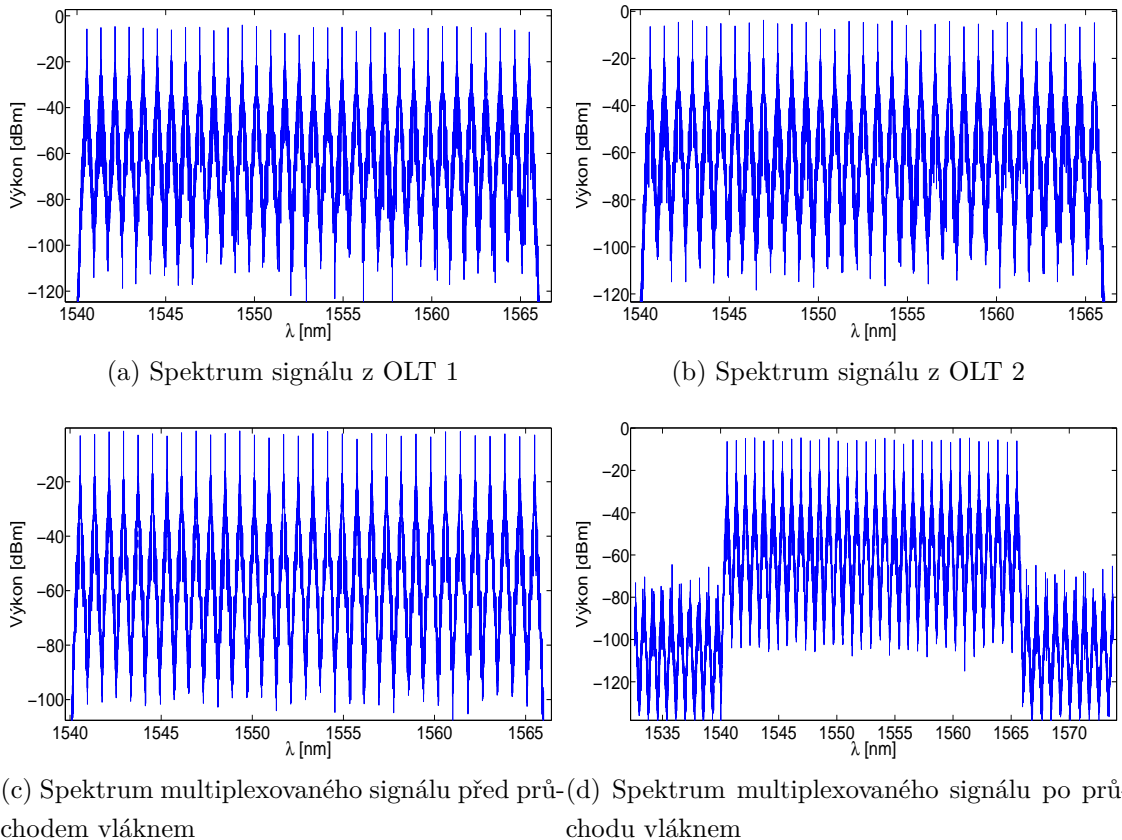 0
−20
−40
−60
−80
−100
−120
Výkon [dBm]
1540 1545 1550 1555 1560 1565
λ [nm]
(a) Spektrum signálu z OLT 1
0
−20
−40
−60
−80
−100
−120
Výkon [dBm]
1540 1545 1550 1555 1560 1565
λ [nm]
(b) Spektrum signálu z OLT 2
−20
−40
−60
−80
−100
Výkon [dBm]
1540 1545 1550 1555 1560 1565
λ [nm]
(c) Spektrum multiplexovaného signálu před prů-
chodem vláknem
0
−20
−40
−60
−80
−100
−120
Výkon [dBm]
1535 1540 1545 1550 1555 1560 1565 1570
λ [nm]
(d) Spektrum multiplexovaného signálu po prů-
chodu vláknem